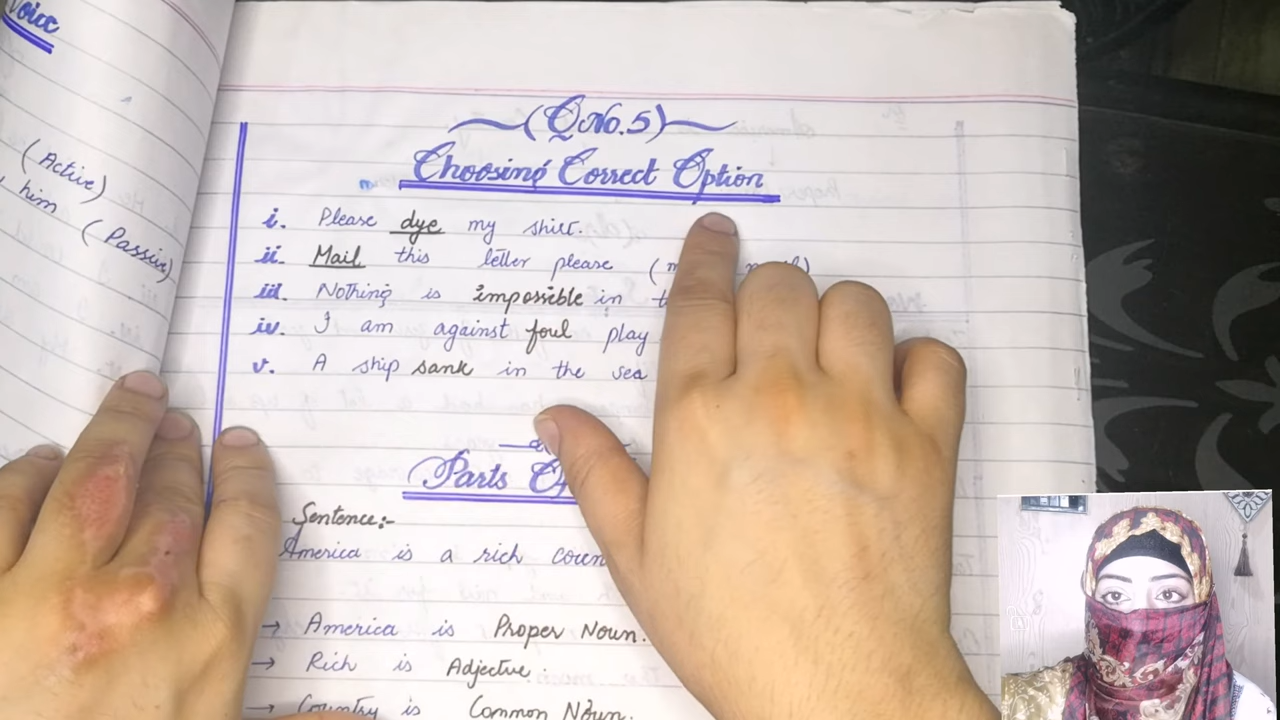 Voice
(Active)
him
(Passive)
(Q.No.5)
Choosing Correct Option
i. Please dye my shirt.
ii. Mail this letter please
iii. Nothing is impossible in
iv. I am against foul play
v. A ship sank in the sea
Parts
Sentence:-
America is a rich
→ America is Proper Noun.
→ Rich is Adjective.
→ Country is Common Noun.